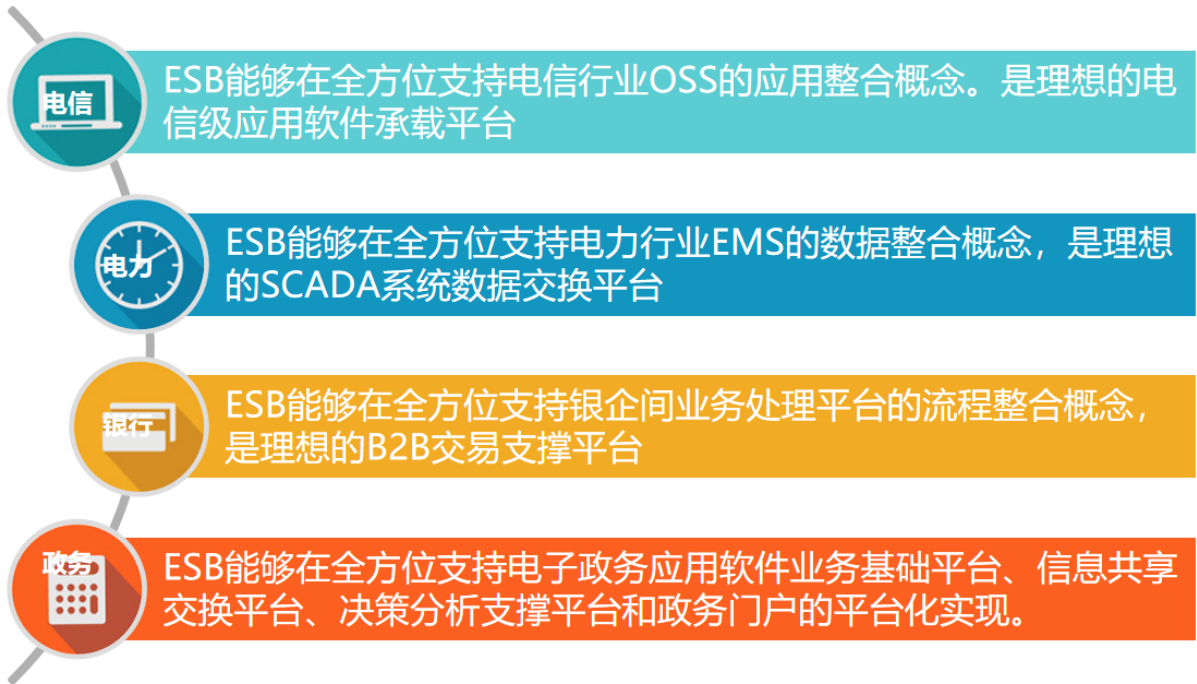 电信
ESB能够在全方位支持电信行业OSS的应用整合概念。是理想的电
信级应用软件承载平台
电力
ESB能够在全方位支持电力行业EMS的数据整合概念，是理想
的SCADA系统数据交换平台
银行
ESB能够在全方位支持银企间业务处理平台的流程整合概念，
是理想的B2B交易支撑平台
政务
ESB能够在全方位支持电子政务应用软件业务基础平台、信息共享
交换平台、决策分析支撑平台和政务门户的平台化实现。